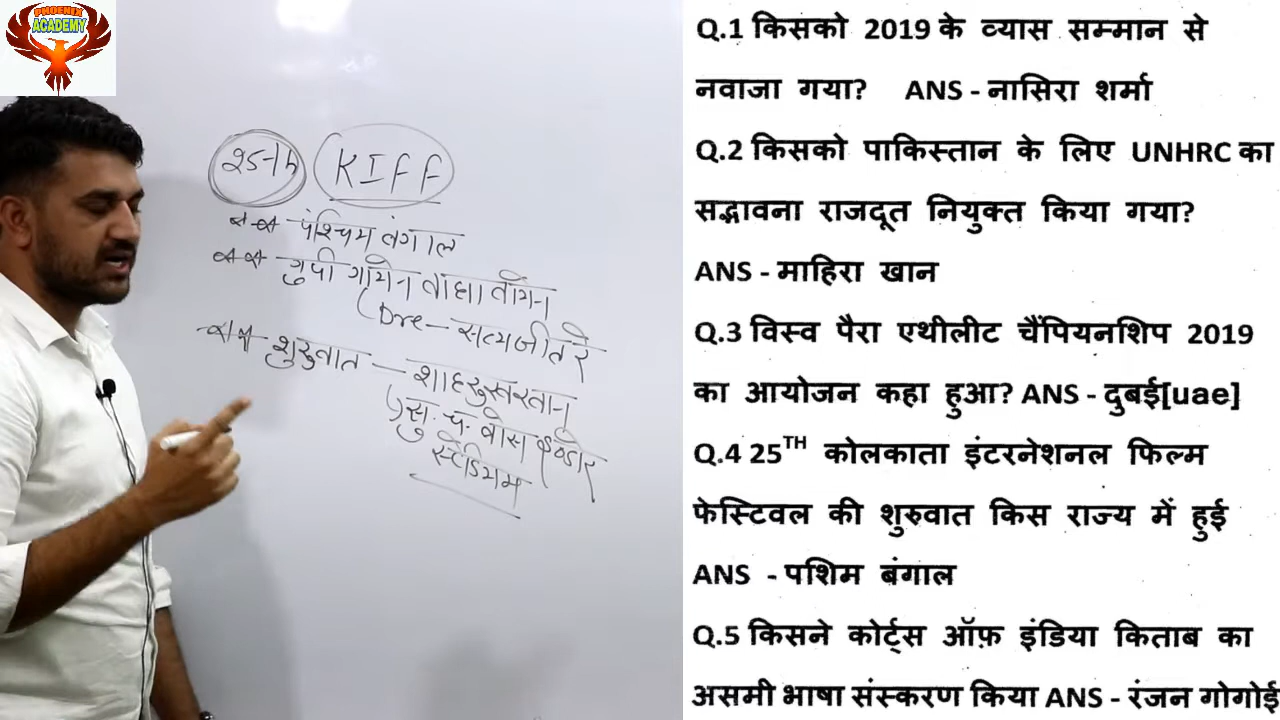 PHOENIX
ACADEMY
25th KIFF
पश्चिम बंगाल
गुपी गायेन बाघा बायेन
Dre - सत्यजीत रे
शुरुवात - शाहरुख खान
सु. च. बोस इन्डोर
स्टेडियम
Q.1 किसको 2019 के व्यास सम्मान से
नवाजा गया? ANS - नासिरा शर्मा
Q.2 किसको पाकिस्तान के लिए UNHRC का
सद्भावना राजदूत नियुक्त किया गया?
ANS - माहिरा खान
Q.3 विस्व पैरा एथीलीट चैंपियनशिप 2019
का आयोजन कहा हुआ? ANS - दुबई[uae]
Q.4 25TH कोलकाता इंटरनेशनल फिल्म
फेस्टिवल की शुरुवात किस राज्य में हुई
ANS - पशिम बंगाल
Q.5 किसने कोर्ट्स ऑफ़ इंडिया किताब का
असमी भाषा संस्करण किया ANS - रंजन गोगोई